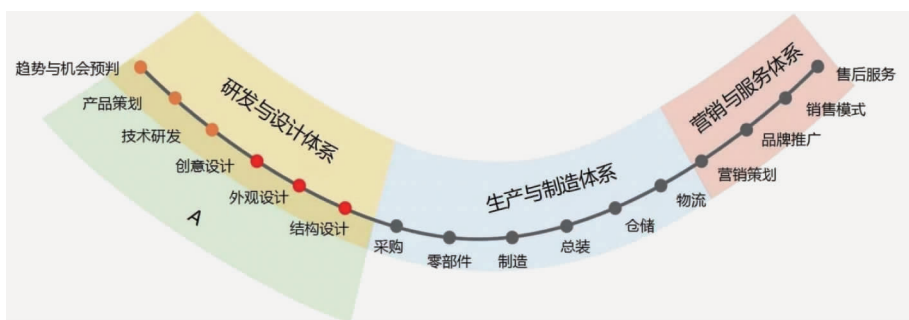 趋势与机会预判
产品策划
技术研发
创意设计
外观设计
结构设计
研发与设计体系
A
采购
零部件
制造
总装
仓储
物流
生产与制造体系
营销策划
品牌推广
销售模式
售后服务
营销与服务体系